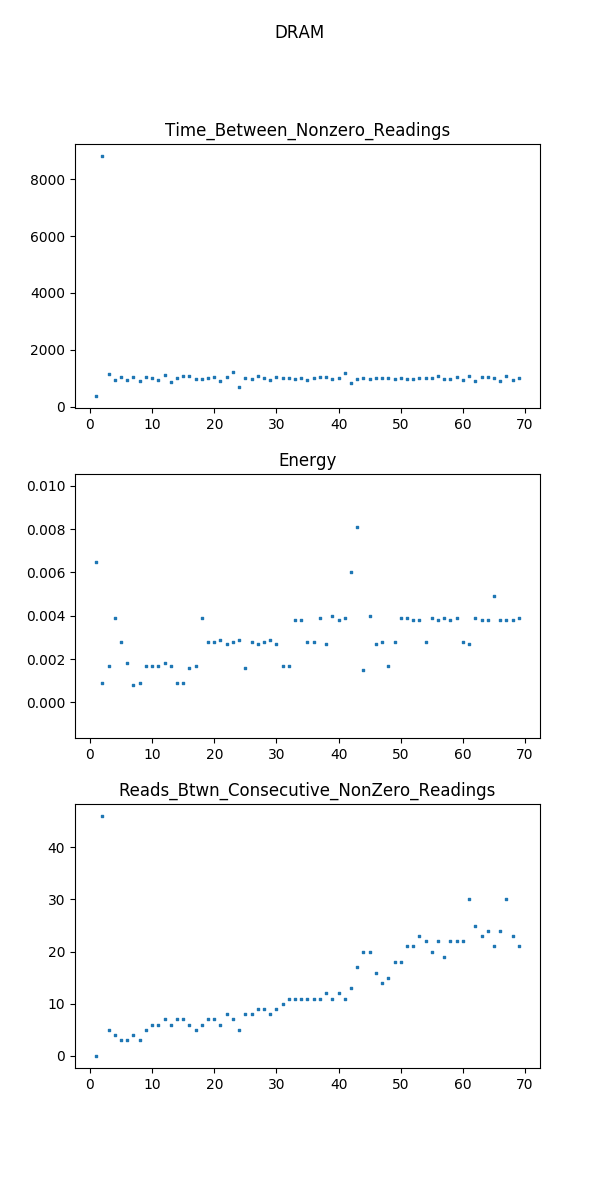 DRAM
Time_Between_Nonzero_Readings
8000
6000
4000
2000
0
0 10 20 30 40 50 60 70
Energy
0.010
0.008
0.006
0.004
0.002
0.000
0 10 20 30 40 50 60 70
Reads_Btwn_Consecutive_NonZero_Readings
40
30
20
10
0
0 10 20 30 40 50 60 70